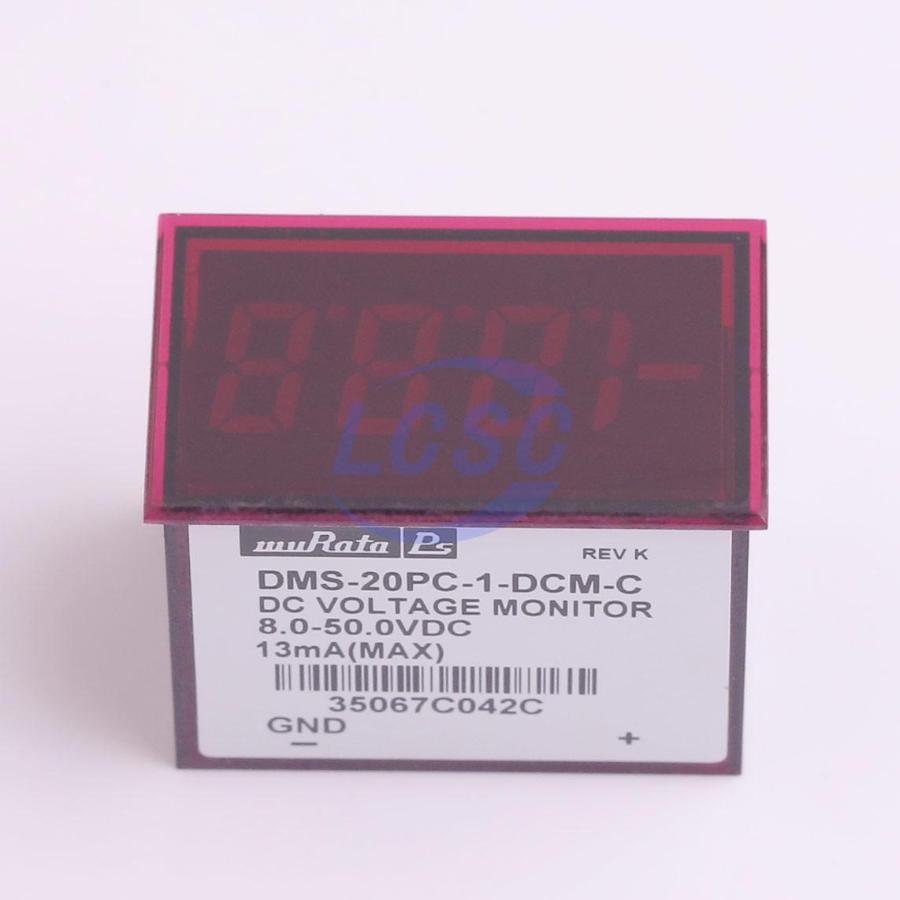 LCSC
muRata Ps
REV K
DMS-20PC-1-DCM-C
DC VOLTAGE MONITOR
8.0-50.0VDC
13mA(MAX)
35067C042C
GND
− +